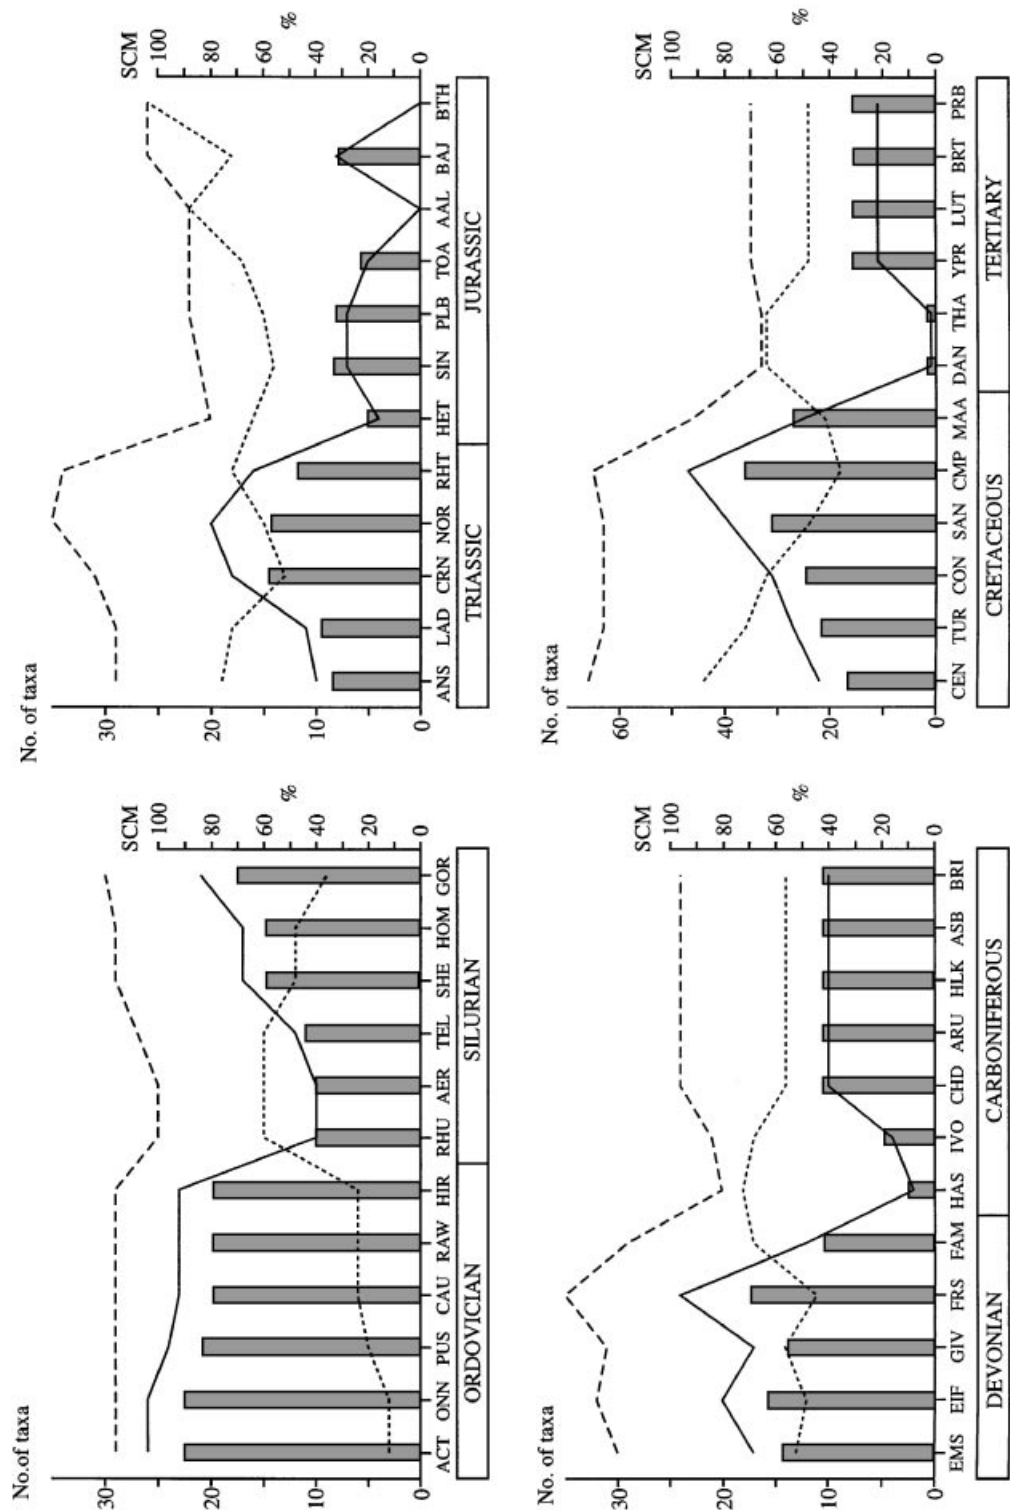 No.of taxa
SCM
30
20
10
0
100
80
60
40
20
0
%
ACT ONN PUS CAU RAW HIR RHU AER TEL SHE HOM GOR
ORDOVICIAN SILURIAN
No. of taxa
SCM
30
20
10
0
100
80
60
40
20
0
%
ANS LAD CRN NOR RHT HET SIN PLB TOA AAL BAJ BTH
TRIASSIC JURASSIC
No. of taxa
SCM
30
20
10
0
100
80
60
40
20
0
%
EMS EIF GIV FRS FAM HAS IVO CHD ARU HLK ASB BRI
DEVONIAN CARBONIFEROUS
No. of taxa
SCM
60
40
20
0
100
80
60
40
20
0
%
CEN TUR CON SAN CMP MAA DAN THA YPR LUT BRT PRB
CRETACEOUS TERTIARY